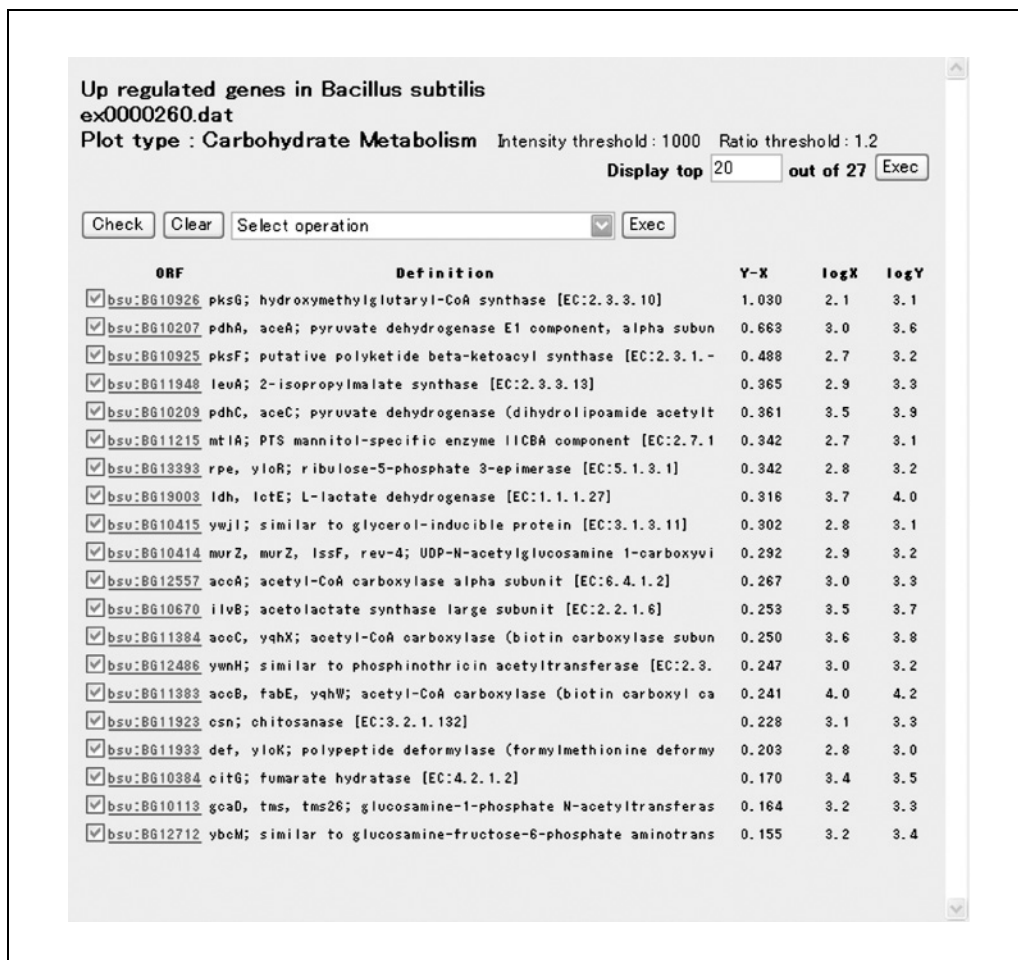 Up regulated genes in Bacillus subtilis
ex0000260.dat
Plot type : Carbohydrate Metabolism Intensity threshold : 1000 Ratio threshold : 1.2
Display top 20 out of 27 Exec
Check Clear Select operation Exec
ORF Definition Y-X logX logY
bsu:BG10926 pksG; hydroxymethylglutaryl-CoA synthase [EC:2.3.3.10] 1.030 2.1 3.1
bsu:BG10207 pdhA, aceA; pyruvate dehydrogenase E1 component, alpha subun 0.663 3.0 3.6
bsu:BG10925 pksF; putative polyketide beta-ketoacyl synthase [EC:2.3.1.- 0.488 2.7 3.2
bsu:BG11948 leuA; 2-isopropylmalate synthase [EC:2.3.3.13] 0.365 2.9 3.3
bsu:BG10209 pdhC, aceC; pyruvate dehydrogenase (dihydrolipoamide acetylt 0.361 3.5 3.9
bsu:BG11215 mtlA; PTS mannitol-specific enzyme IICBA component [EC:2.7.1 0.342 2.7 3.1
bsu:BG13393 rpe, yloR; ribulose-5-phosphate 3-epimerase [EC:5.1.3.1] 0.342 2.8 3.2
bsu:BG19003 ldh, lctE; L-lactate dehydrogenase [EC:1.1.1.27] 0.316 3.7 4.0
bsu:BG10415 ywjI; similar to glycerol-inducible protein [EC:3.1.3.11] 0.302 2.8 3.1
bsu:BG10414 murZ, murZ, lssF, rev-4; UDP-N-acetylglucosamine 1-carboxyvi 0.292 2.9 3.2
bsu:BG12557 accA; acetyl-CoA carboxylase alpha subunit [EC:6.4.1.2] 0.267 3.0 3.3
bsu:BG10670 ilvB; acetolactate synthase large subunit [EC:2.2.1.6] 0.253 3.5 3.7
bsu:BG11384 accC, yqhX; acetyl-CoA carboxylase (biotin carboxylase subun 0.250 3.6 3.8
bsu:BG12486 ywnH; similar to phosphinothricin acetyltransferase [EC:2.3. 0.247 3.0 3.2
bsu:BG11383 accB, fabE, yqhW; acetyl-CoA carboxylase (biotin carboxyl ca 0.241 4.0 4.2
bsu:BG11923 csn; chitosanase [EC:3.2.1.132] 0.228 3.1 3.3
bsu:BG11933 def, yloK; polypeptide deformylase (formylmethionine deformy 0.203 2.8 3.0
bsu:BG10384 citG; fumarate hydratase [EC:4.2.1.2] 0.170 3.4 3.5
bsu:BG10113 gcaD, tms, tms26; glucosamine-1-phosphate N-acetyltransferas 0.164 3.2 3.3
bsu:BG12712 ybcM; similar to glucosamine-fructose-6-phosphate aminotrans 0.155 3.2 3.4